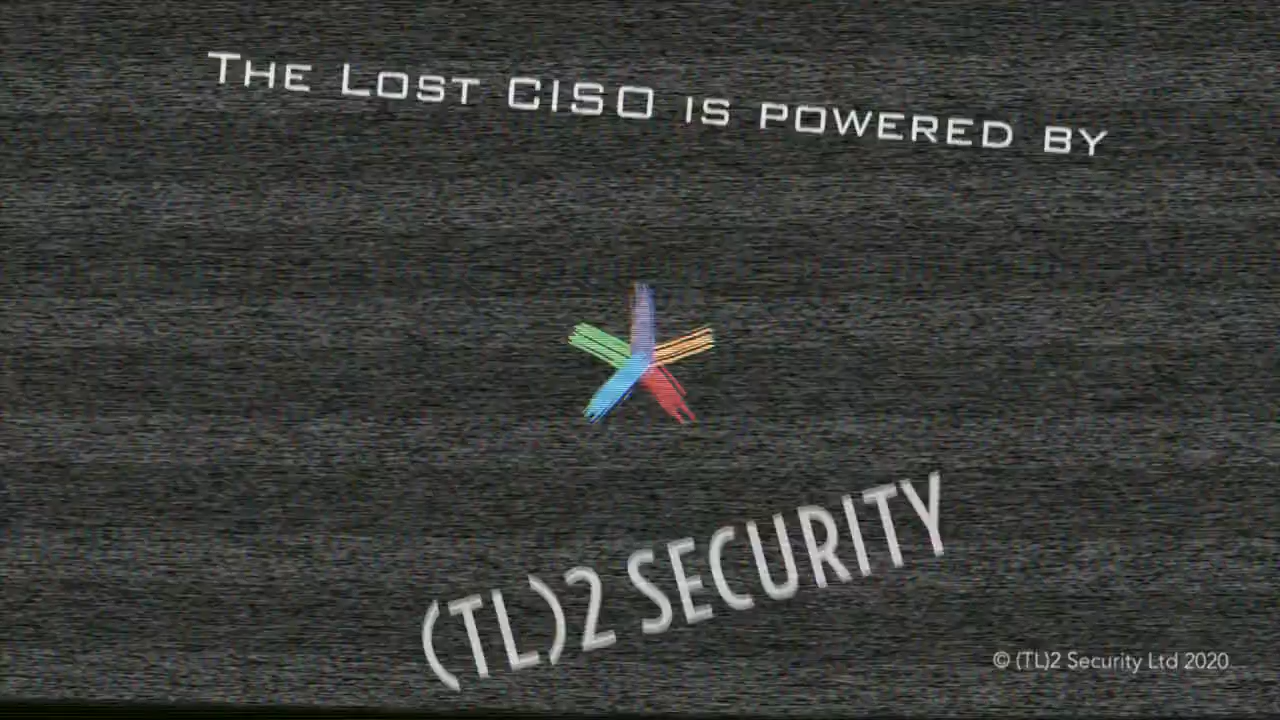 The Lost CISO is powered by
(TL)2 SECURITY
© (TL)2 Security Ltd 2020